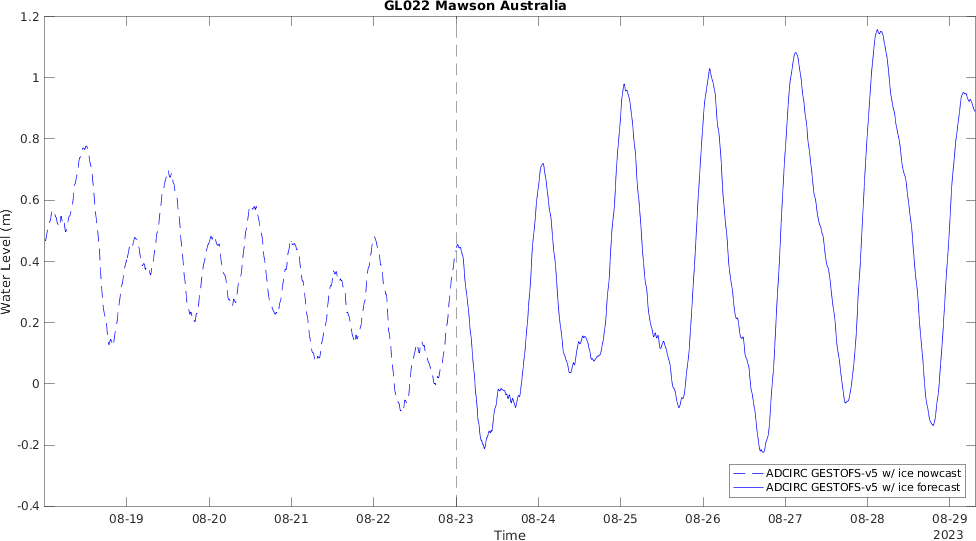 GL022 Mawson Australia
Water Level (m)
1.2
1
0.8
0.6
0.4
0.2
0
-0.2
-0.4
08-19 08-20 08-21 08-22 08-23 08-24 08-25 08-26 08-27 08-28 08-29
2023
Time
ADCIRC GESTOFS-v5 w/ ice nowcast
ADCIRC GESTOFS-v5 w/ ice forecast